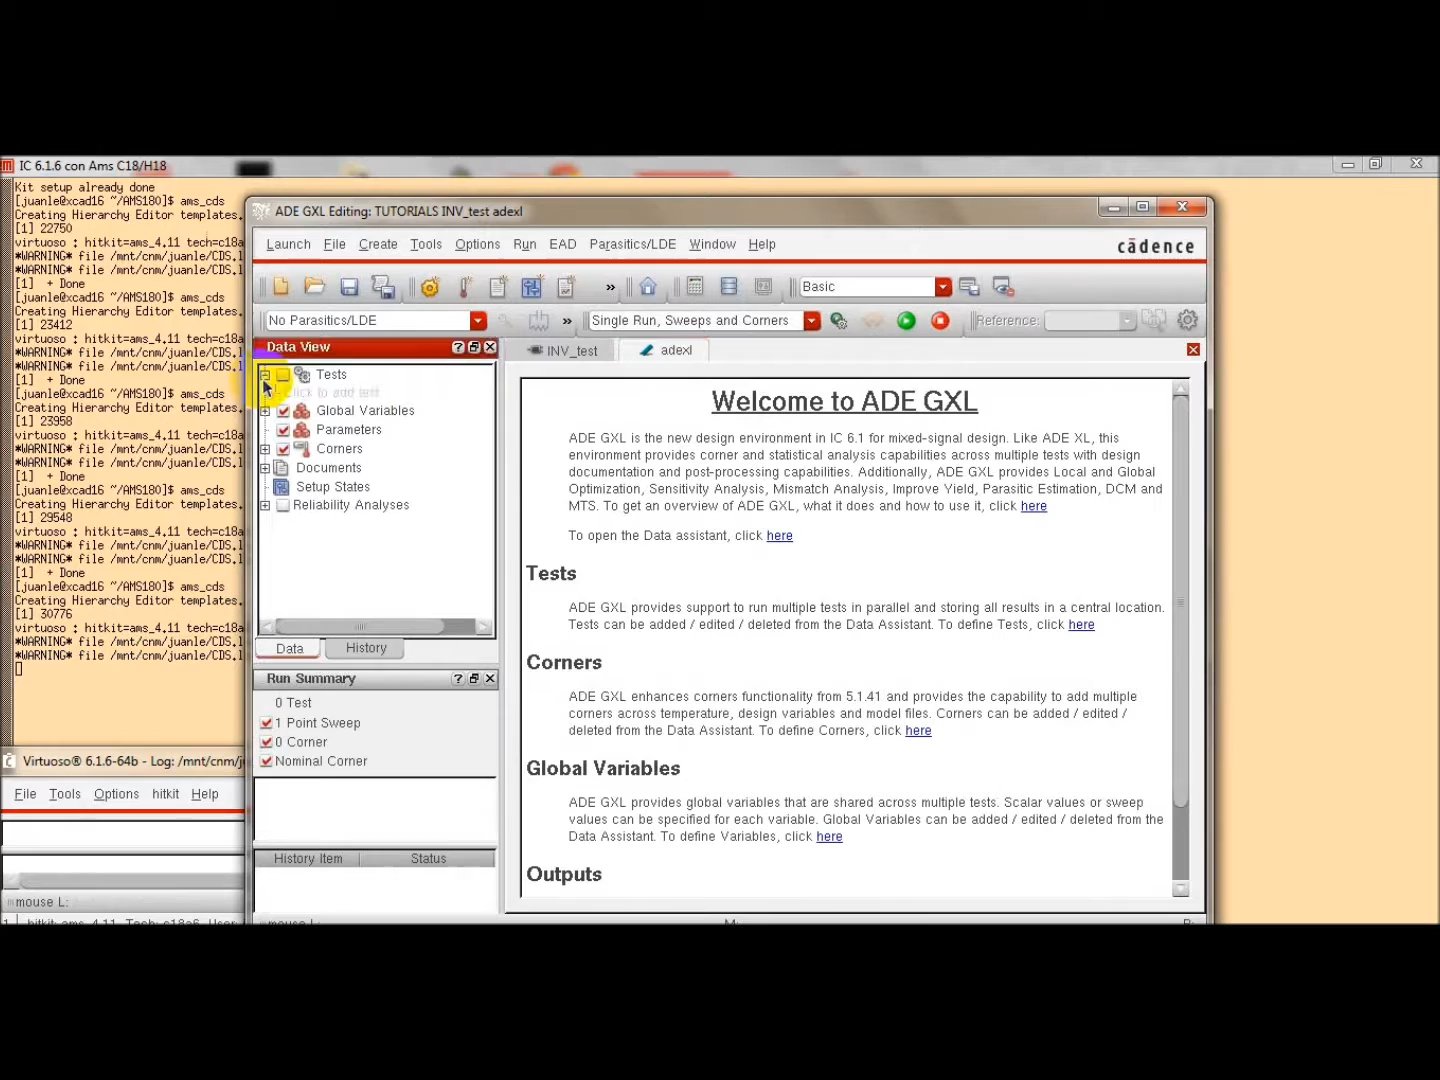 IC 6.1.6 con Ams C18/H18
Kit setup already done
[juanle@xcad16 ~/AMS180]$ ams_cds
Creating Hierarchy Editor templates.
[1] 22750
virtuoso : hitkit=ams_4.11 tech=c18a
*WARNING* file /mnt/cnm/juanle/CDS.l
*WARNING* file /mnt/cnm/juanle/CDS.l
[1]  + Done
[juanle@xcad16 ~/AMS180]$ ams_cds
Creating Hierarchy Editor templates.
[1] 23412
virtuoso : hitkit=ams_4.11 tech=c18a
*WARNING* file /mnt/cnm/juanle/CDS.l
*WARNING* file /mnt/cnm/juanle/CDS.l
[1]  + Done
[juanle@xcad16 ~/AMS180]$ ams_cds
Creating Hierarchy Editor templates.
[1] 23958
virtuoso : hitkit=ams_4.11 tech=c18a
*WARNING* file /mnt/cnm/juanle/CDS.l
*WARNING* file /mnt/cnm/juanle/CDS.l
[1]  + Done
[juanle@xcad16 ~/AMS180]$ ams_cds
Creating Hierarchy Editor templates.
[1] 29548
virtuoso : hitkit=ams_4.11 tech=c18a
*WARNING* file /mnt/cnm/juanle/CDS.l
*WARNING* file /mnt/cnm/juanle/CDS.l
[1]  + Done
[juanle@xcad16 ~/AMS180]$ ams_cds
Creating Hierarchy Editor templates.
[1] 30776
virtuoso : hitkit=ams_4.11 tech=c18a
*WARNING* file /mnt/cnm/juanle/CDS.l
*WARNING* file /mnt/cnm/juanle/CDS.l
Virtuoso® 6.1.6-64b - Log: /mnt/cnm/j
File Tools Options hitkit Help
mouse L:
1 hitkit: ams_4.11 Tech: c18a6 User:
ADE GXL Editing: TUTORIALS INV_test adexl
Launch File Create Tools Options Run EAD Parasitics/LDE Window Help
cādence
» Basic
No Parasitics/LDE » Single Run, Sweeps and Corners Reference:
Data View
Tests
Click to add test
Global Variables
Parameters
Corners
Documents
Setup States
Reliability Analyses
Data History
Run Summary
0 Test
1 Point Sweep
0 Corner
Nominal Corner
History Item Status
mouse L: M: R:
INV_test adexl
Welcome to ADE GXL
ADE GXL is the new design environment in IC 6.1 for mixed-signal design. Like ADE XL, this
environment provides corner and statistical analysis capabilities across multiple tests with design
documentation and post-processing capabilities. Additionally, ADE GXL provides Local and Global
Optimization, Sensitivity Analysis, Mismatch Analysis, Improve Yield, Parasitic Estimation, DCM and
MTS. To get an overview of ADE GXL, what it does and how to use it, click here
To open the Data assistant, click here
Tests
ADE GXL provides support to run multiple tests in parallel and storing all results in a central location.
Tests can be added / edited / deleted from the Data Assistant. To define Tests, click here
Corners
ADE GXL enhances corners functionality from 5.1.41 and provides the capability to add multiple
corners across temperature, design variables and model files. Corners can be added / edited /
deleted from the Data Assistant. To define Corners, click here
Global Variables
ADE GXL provides global variables that are shared across multiple tests. Scalar values or sweep
values can be specified for each variable. Global Variables can be added / edited / deleted from the
Data Assistant. To define Variables, click here
Outputs